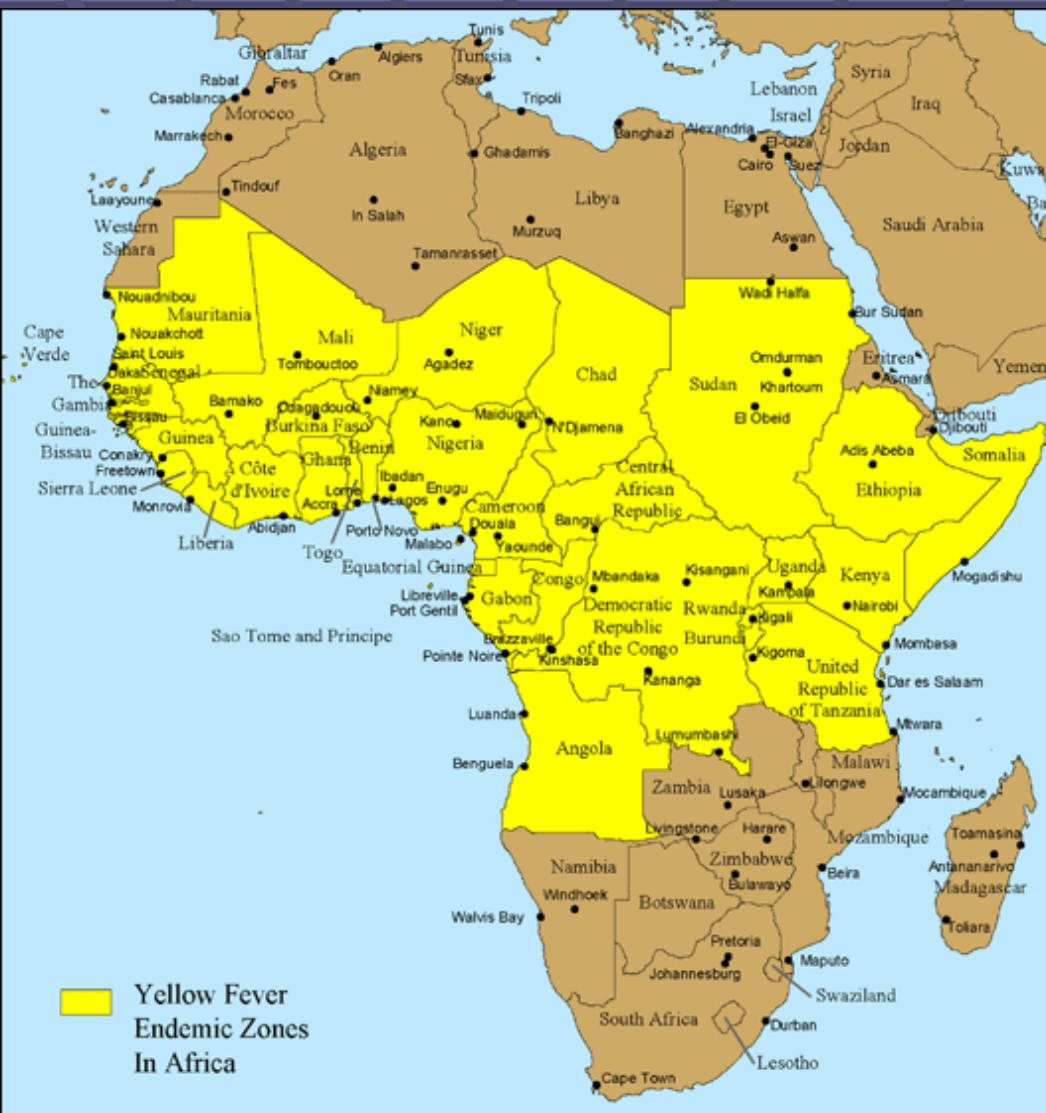 Tunis
Gibraltar
Algiers
Tunisia
Oran
Sfax
Syria
Rabat
Fes
Lebanon
Iraq
Casablanca
Morocco
Tripoli
Israel
Marrakech
Banghazi
Alexandria
El-Giza
Jordan
Algeria
Ghadamis
Cairo
Suez
Kuwa
Tindouf
Laayoune
In Salah
Libya
Egypt
Ba
Western
Sahara
Murzuq
Saudi Arabia
Aswan
Tamanrasset
Nouadnibou
Wadi Halfa
Mauritania
Bur Sudan
Cape
Verde
Nouakchott
Mali
Niger
Saint Louis
Tombouctoo
Agadez
Omdurman
Eritrea
Yemen
Dakar
Senegal
Chad
Sudan
Khartoum
Asmara
The
Gambia
Banjul
Niamey
Bamako
Odagadouou
Maiduguri
El Obeid
Djibouti
Bissau
Burkina Faso
Kano
N'Djamena
Djibouti
Guinea-
Bissau
Guinea
Benin
Nigeria
Adis Abeba
Somalia
Conakry
Ghana
Central
African
Republic
Freetown
Côte
d'Ivoire
Ibadan
Ethiopia
Sierra Leone
Lome
Enugu
Monrovia
Accra
Lagos
Cameroon
Abidjan
Porto Novo
Douala
Bangui
Liberia
Togo
Malabo
Yaounde
Equatorial Guinea
Congo
Mbandaka
Kisangani
Uganda
Kenya
Mogadishu
Libreville
Gabon
Kampala
Port Gentil
Democratic
Republic
of the Congo
Rwanda
Nairobi
Kigali
Sao Tome and Principe
Brazzaville
Burundi
Mombasa
Pointe Noire
Kinshasa
Kigoma
United
Republic
of Tanzania
Kananga
Dar es Salaam
Luanda
Mtwara
Lumumbashi
Angola
Benguela
Malawi
Zambia
Lilongwe
Lusaka
Mocambique
Livingstone
Harare
Mozambique
Toamasina
Namibia
Zimbabwe
Antananarivo
Bulawayo
Beira
Windhoek
Botswana
Madagascar
Walvis Bay
Toliara
Pretoria
Johannesburg
Maputo
Swaziland
Yellow Fever
Endemic Zones
In Africa
South Africa
Durban
Lesotho
Cape Town